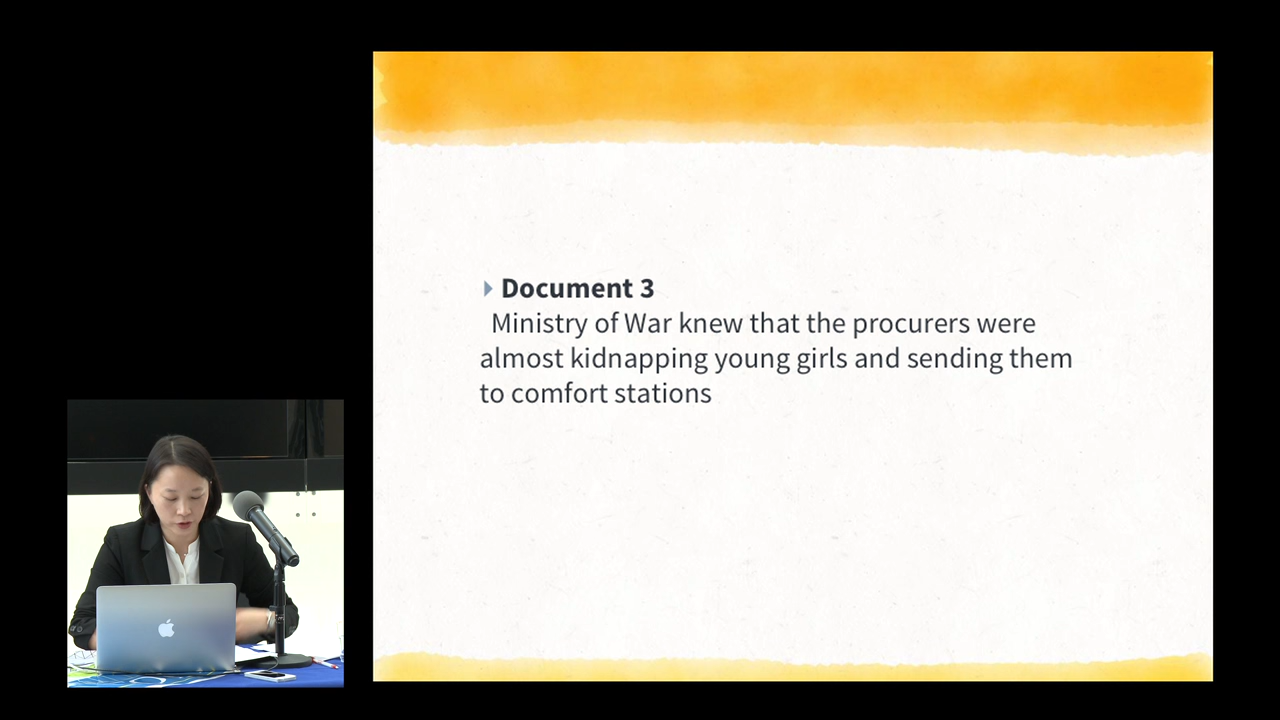 Document 3
Ministry of War knew that the procurers were
almost kidnapping young girls and sending them
to comfort stations